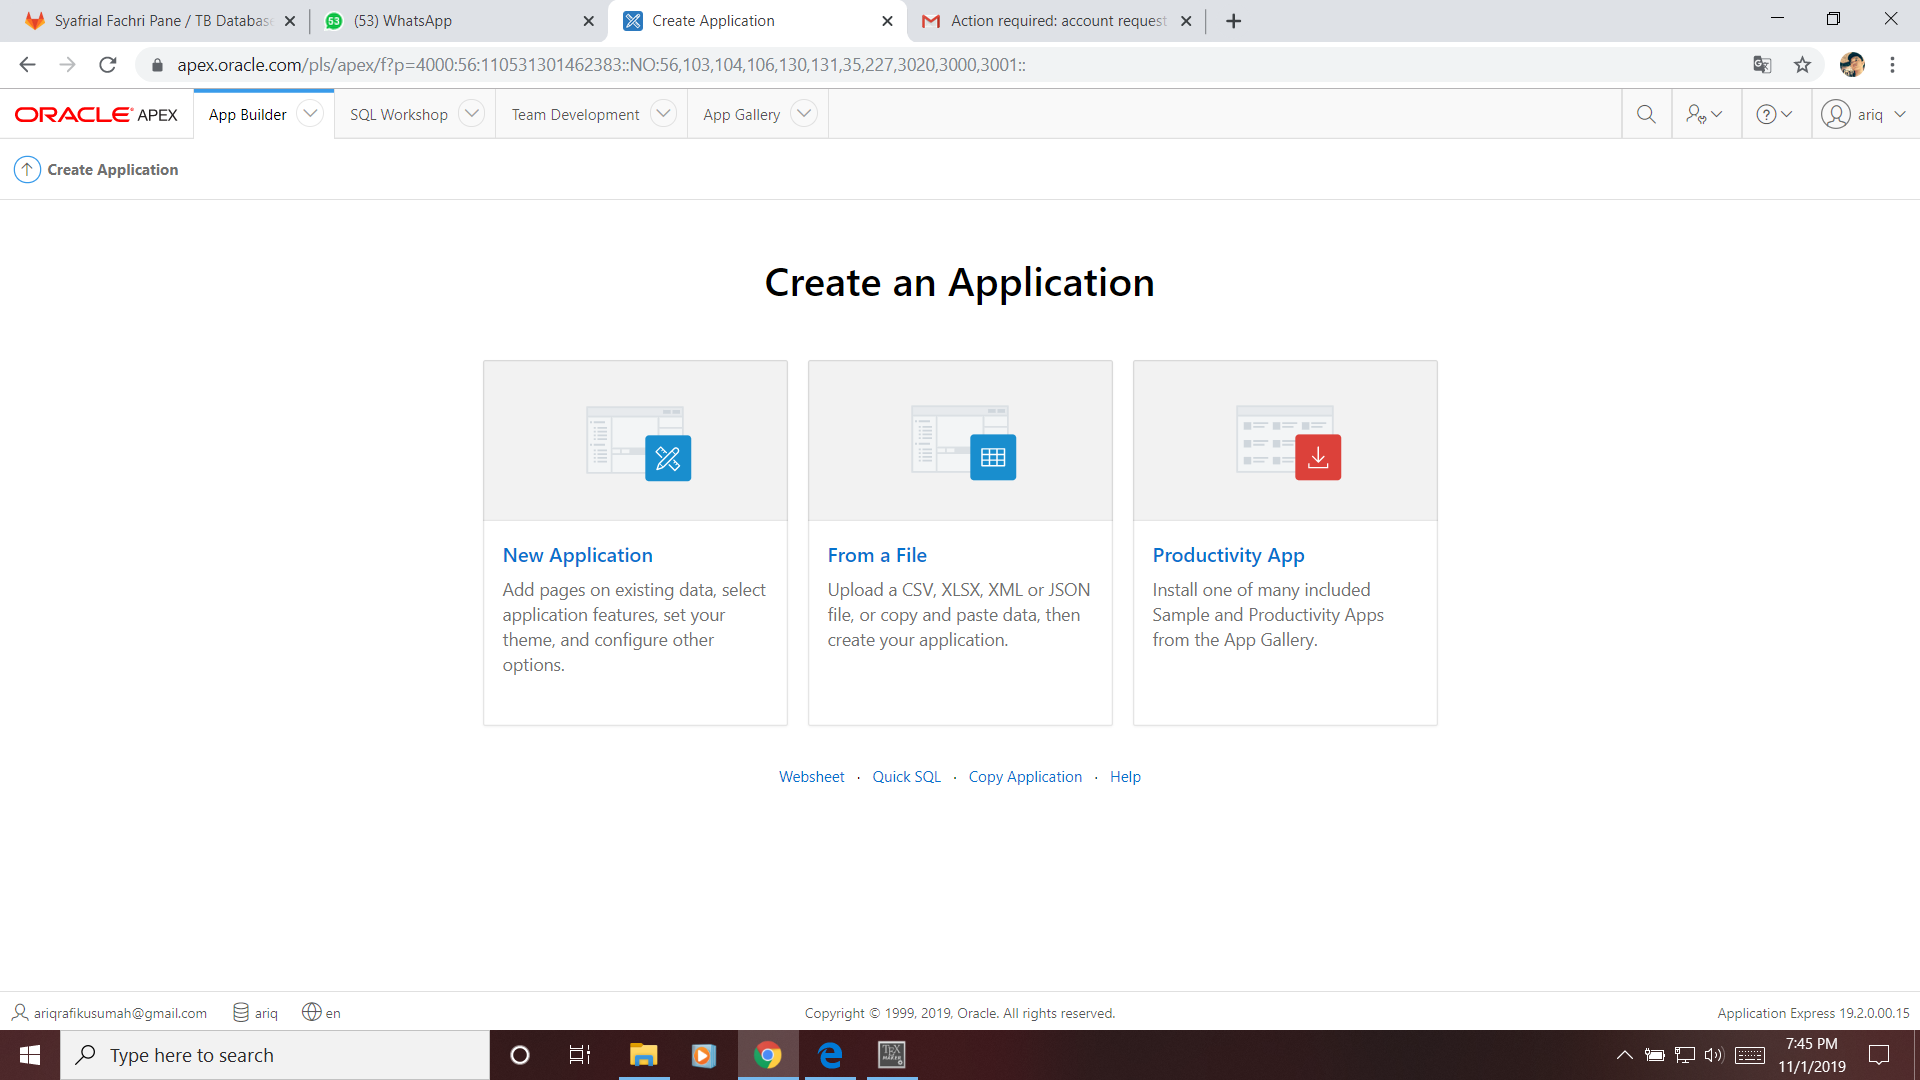 Syafrial Fachri Pane / TB Databas
53
(53) WhatsApp
Create Application
Action required: account request
apex.oracle.com/pls/apex/f?p=4000:56:110531301462383::NO:56,103,104,106,130,131,35,227,3020,3000,3001::
ORACLE APEX
App Builder
SQL Workshop
Team Development
App Gallery
ariq
Create Application
Create an Application
New Application
Add pages on existing data, select
application features, set your
theme, and configure other
options.
From a File
Upload a CSV, XLSX, XML or JSON
file, or copy and paste data, then
create your application.
Productivity App
Install one of many included
Sample and Productivity Apps
from the App Gallery.
Websheet · Quick SQL · Copy Application · Help
ariqrafikusumah@gmail.com
ariq
en
Copyright © 1999, 2019, Oracle. All rights reserved.
Application Express 19.2.0.00.15
Type here to search
TEX
MAKER
7:45 PM
11/1/2019